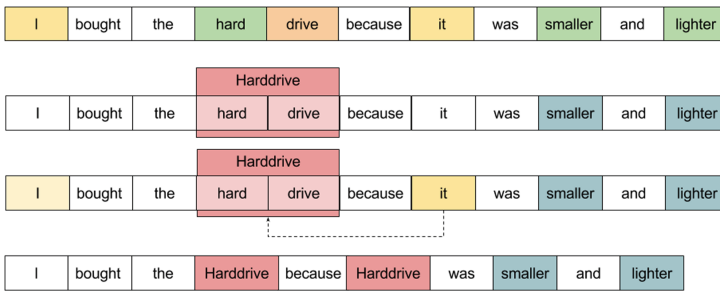 I bought the hard drive because it was smaller and lighter
Harddrive
I bought the hard drive because it was smaller and lighter
Harddrive
I bought the hard drive because it was smaller and lighter
I bought the Harddrive because Harddrive was smaller and lighter